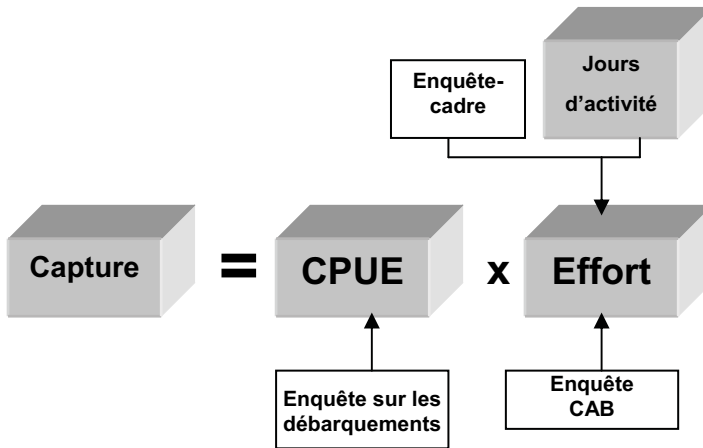 Enquête-
cadre
Jours
d’activité
Capture
=
CPUE
x
Effort
Enquête sur les
débarquements
Enquête
CAB